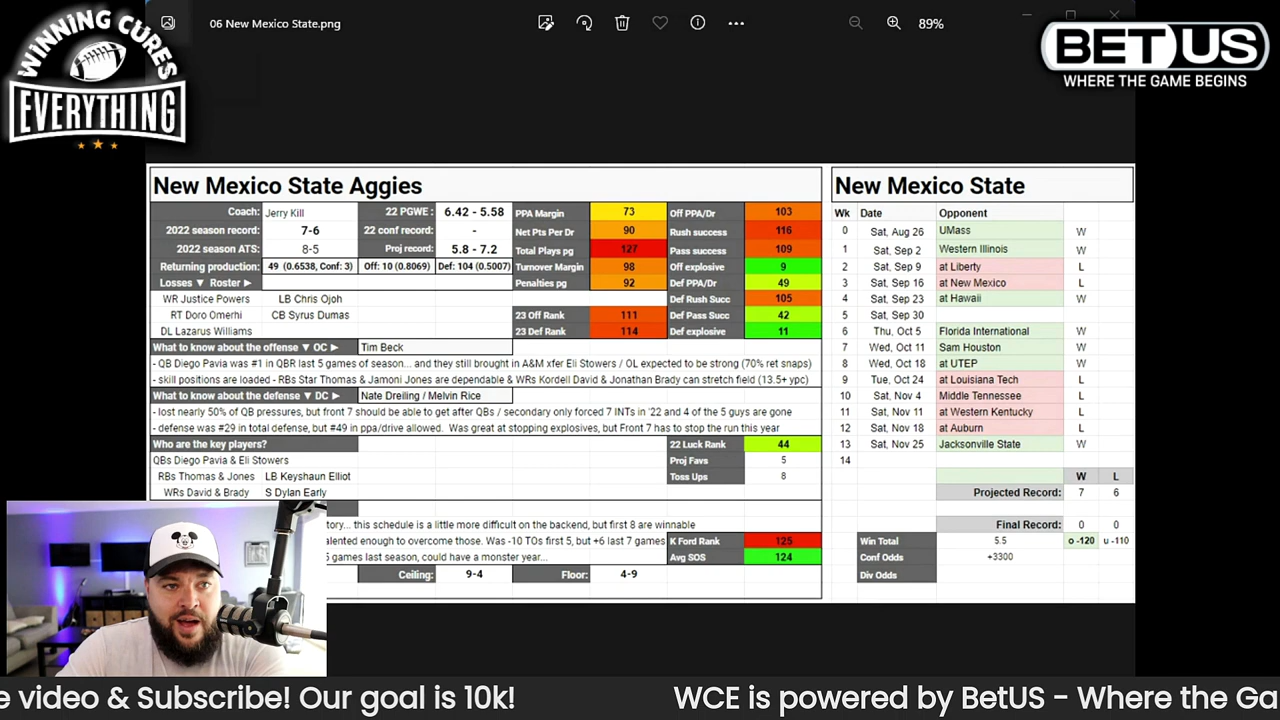 06 New Mexico State.png
89%
WINNING CURES
EVERYTHING
BETUS
WHERE THE GAME BEGINS
New Mexico State Aggies
Coach: Jerry Kill 22 PGWE : 6.42 - 5.58 PPA Margin 73 Off PPA/Dr 103
2022 season record: 7-6 22 conf record: - Net Pts Per Dr 90 Rush success 116
2022 season ATS: 8-5 Proj record: 5.8 - 7.2 Total Plays pg 127 Pass success 109
Returning production: 49 (0.6538, Conf: 3) Off: 10 (0.8069) Def: 104 (0.5007) Turnover Margin 98 Off explosive 9
Losses ▼ Roster ► Penalties pg 92 Def PPA/Dr 49
WR Justice Powers LB Chris Ojoh Def Rush Succ 105
RT Doro Omerhi CB Syrus Dumas 23 Off Rank 111 Def Pass Succ 42
DL Lazarus Williams 23 Def Rank 114 Def explosive 11
What to know about the offense ▼ OC ► Tim Beck
- QB Diego Pavia was #1 in QBR last 5 games of season... and they still brought in A&M xfer Eli Stowers / OL expected to be strong (70% ret snaps)
- skill positions are loaded - RBs Star Thomas & Jamoni Jones are dependable & WRs Kordell David & Jonathan Brady can stretch field (13.5+ ypc)
What to know about the defense ▼ DC ► Nate Dreiling / Melvin Rice
- lost nearly 50% of QB pressures, but front 7 should be able to get after QBs / secondary only forced 7 INTs in '22 and 4 of the 5 guys are gone
- defense was #29 in total defense, but #49 in ppa/drive allowed. Was great at stopping explosives, but Front 7 has to stop the run this year
Who are the key players? 22 Luck Rank 44
QBs Diego Pavia & Eli Stowers Proj Favs 5
RBs Thomas & Jones LB Keyshaun Elliot Toss Ups 8
WRs David & Brady S Dylan Early
tory... this schedule is a little more difficult on the backend, but first 8 are winnable
alented enough to overcome those. Was -10 TOs first 5, but +6 last 7 games K Ford Rank 125
5 games last season, could have a monster year... Avg SOS 124
Ceiling: 9-4 Floor: 4-9
New Mexico State
Wk Date Opponent
0 Sat, Aug 26 UMass W
1 Sat, Sep 2 Western Illinois W
2 Sat, Sep 9 at Liberty L
3 Sat, Sep 16 at New Mexico L
4 Sat, Sep 23 at Hawaii W
5 Sat, Sep 30
6 Thu, Oct 5 Florida International W
7 Wed, Oct 11 Sam Houston W
8 Wed, Oct 18 at UTEP W
9 Tue, Oct 24 at Louisiana Tech L
10 Sat, Nov 4 Middle Tennessee L
11 Sat, Nov 11 at Western Kentucky L
12 Sat, Nov 18 at Auburn L
13 Sat, Nov 25 Jacksonville State W
14
W L
Projected Record: 7 6
Final Record: 0 0
Win Total 5.5 o -120 u -110
Conf Odds +3300
Div Odds
e video & Subscribe! Our goal is 10k! WCE is powered by BetUS - Where the Ga